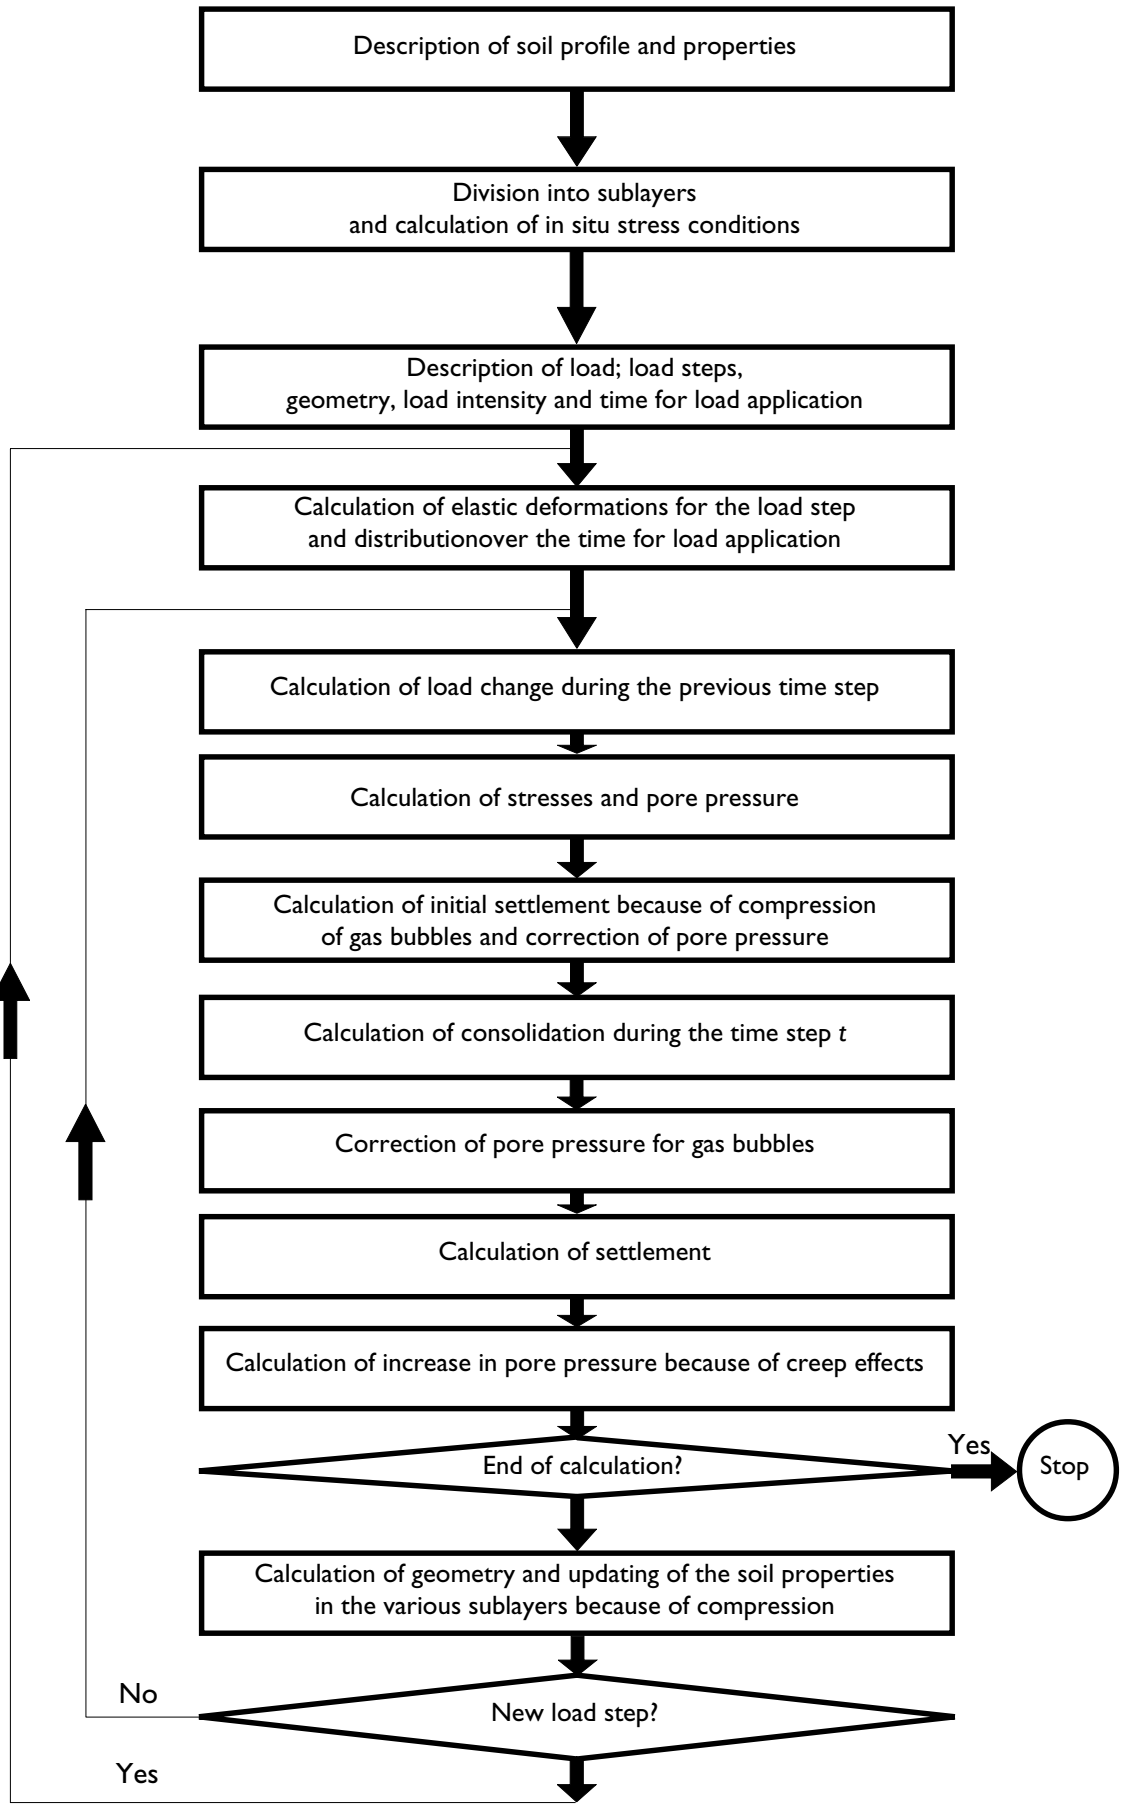 Description of soil profile and properties
Division into sublayers
and calculation of in situ stress conditions
Description of load; load steps,
geometry, load intensity and time for load application
Calculation of elastic deformations for the load step
and distributionover the time for load application
Calculation of load change during the previous time step
Calculation of stresses and pore pressure
Calculation of initial settlement because of compression
of gas bubbles and correction of pore pressure
Calculation of consolidation during the time step t
Correction of pore pressure for gas bubbles
Calculation of settlement
Calculation of increase in pore pressure because of creep effects
End of calculation?
Yes
Stop
Calculation of geometry and updating of the soil properties
in the various sublayers because of compression
No
New load step?
Yes